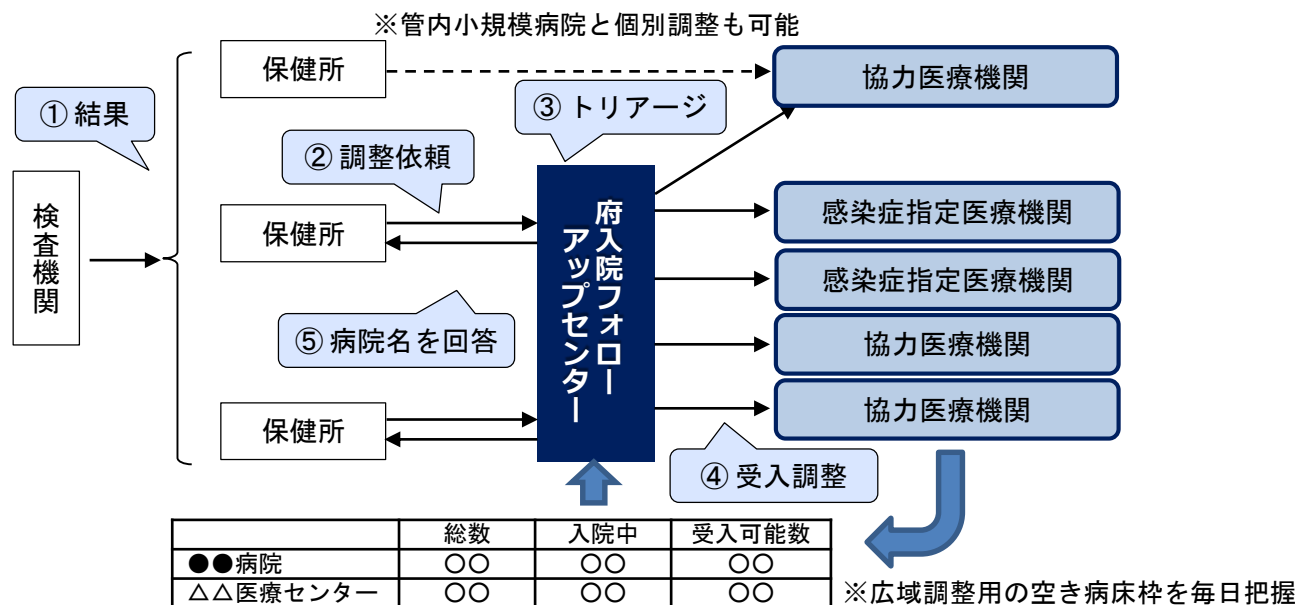 ※管内小規模病院と個別調整も可能
保健所
協力医療機関
① 結果
③ トリアージ
② 調整依頼
検査機関
保健所
府入院フォロー
アップセンター
感染症指定医療機関
感染症指定医療機関
⑤ 病院名を回答
協力医療機関
保健所
協力医療機関
④ 受入調整
総数 入院中 受入可能数
●●病院 ○○ ○○ ○○
△△医療センター ○○ ○○ ○○
※広域調整用の空き病床枠を毎日把握